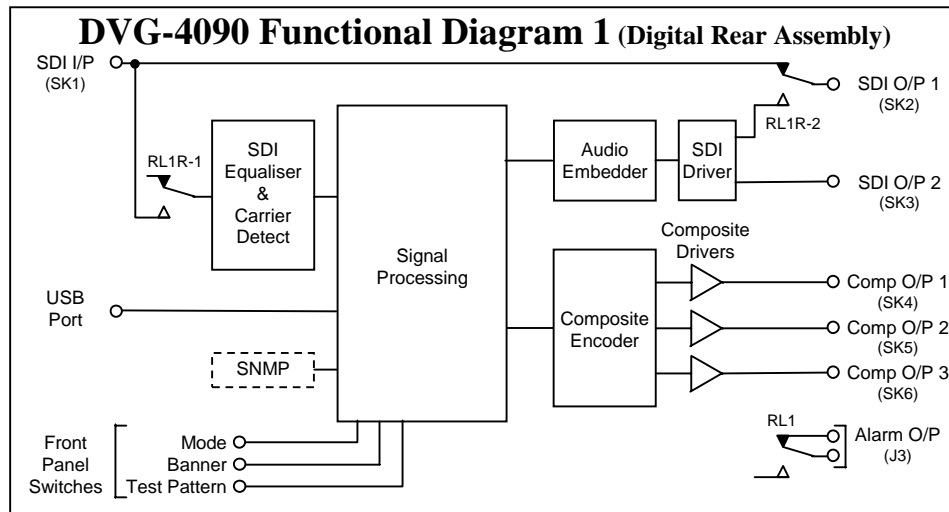 DVG-4090 Functional Diagram 1 (Digital Rear Assembly)
SDI I/P
(SK1)
SDI O/P 1
(SK2)
RL1R-2
RL1R-1
SDI
Equaliser
&
Carrier
Detect
Signal
Processing
Audio
Embedder
SDI
Driver
SDI O/P 2
(SK3)
Composite
Drivers
USB
Port
SNMP
Composite
Encoder
Comp O/P 1
(SK4)
Comp O/P 2
(SK5)
Comp O/P 3
(SK6)
Front
Panel
Switches
Mode
Banner
Test Pattern
RL1
Alarm O/P
(J3)